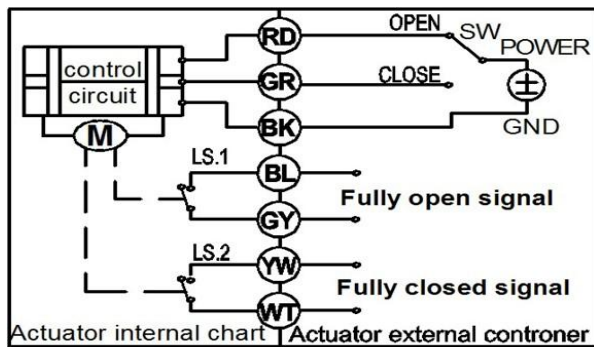 RD
OPEN
SW
POWER
control
circuit
GR
CLOSE
±
BK
GND
M
LS.1
BL
Fully open signal
GY
LS.2
YW
Fully closed signal
WT
Actuator internal chart
Actuator external controner